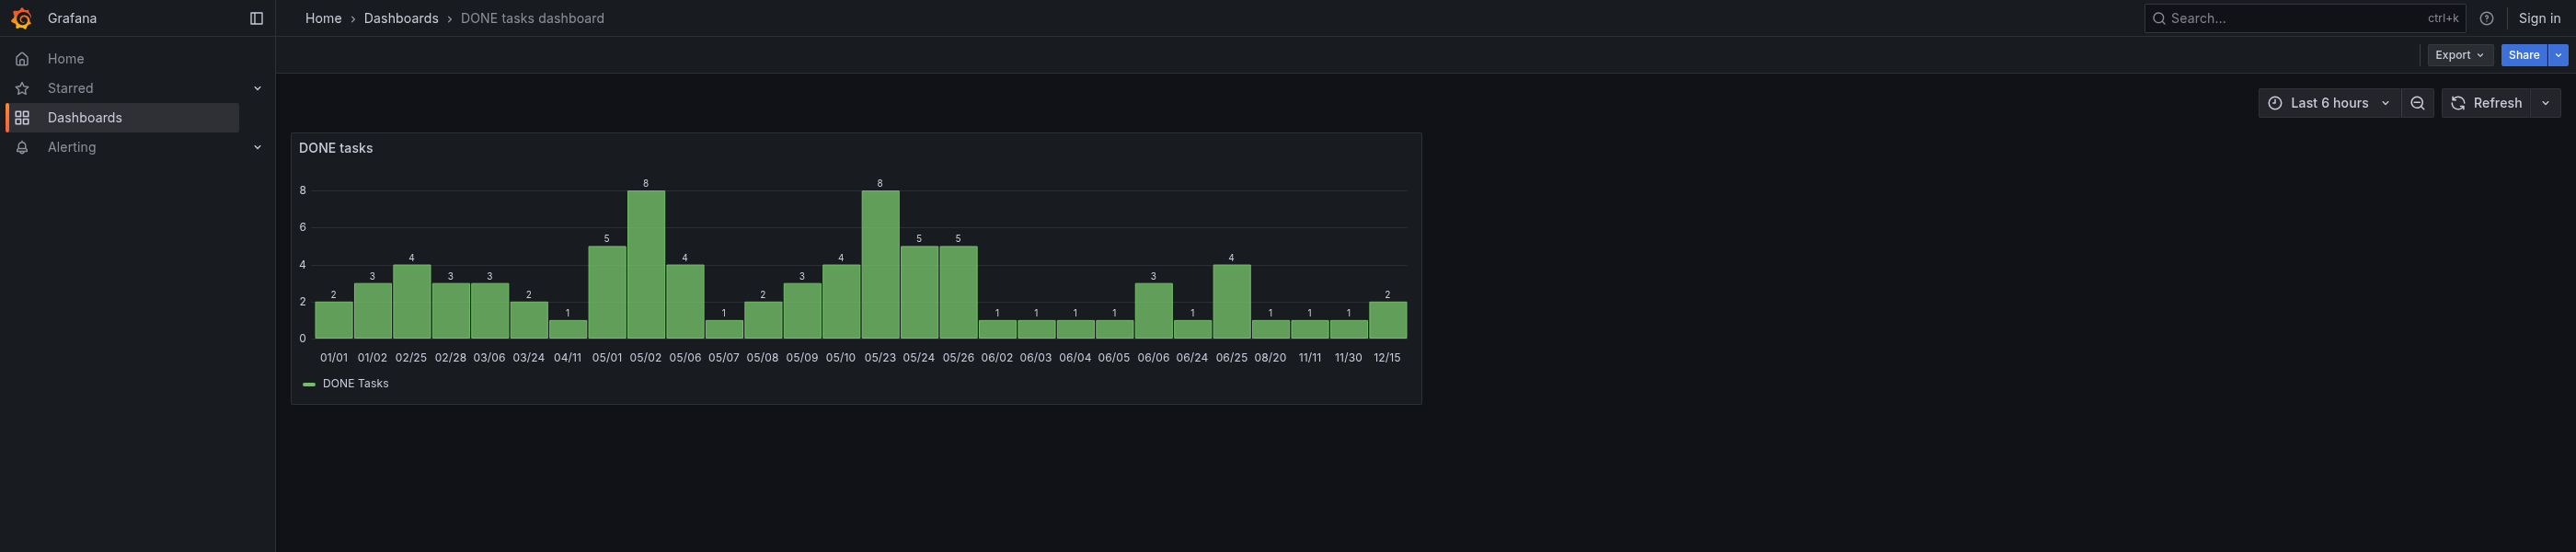 Grafana
Home › Dashboards › DONE tasks dashboard
Search...
ctrl+k
Sign in
Home
Starred
Dashboards
Alerting
Export
Share
Last 6 hours
Refresh
DONE tasks
8
6
4
2
0
2 3 4 3 3 2 1 5 8 4 1 2 3 4 8 5 5 1 1 1 1 3 1 4 1 1 1 2
01/01 01/02 02/25 02/28 03/06 03/24 04/11 05/01 05/02 05/06 05/07 05/08 05/09 05/10 05/23 05/24 05/26 06/02 06/03 06/04 06/05 06/06 06/24 06/25 08/20 11/11 11/30 12/15
DONE Tasks